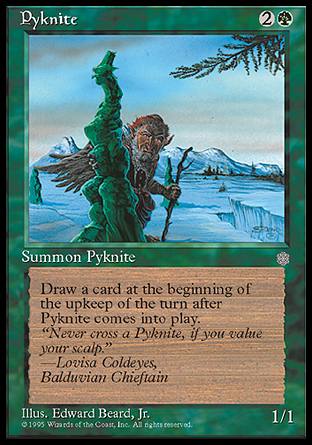 Pyknite 2
Summon Pyknite
Draw a card at the beginning of
the upkeep of the turn after
Pyknite comes into play.
“Never cross a Pyknite, if you value
your scalp.”
—Lovisa Coldeyes,
Balduvian Chieftain
Illus. Edward Beard, Jr.
©1995 Wizards of the Coast, Inc. All rights reserved.
1/1